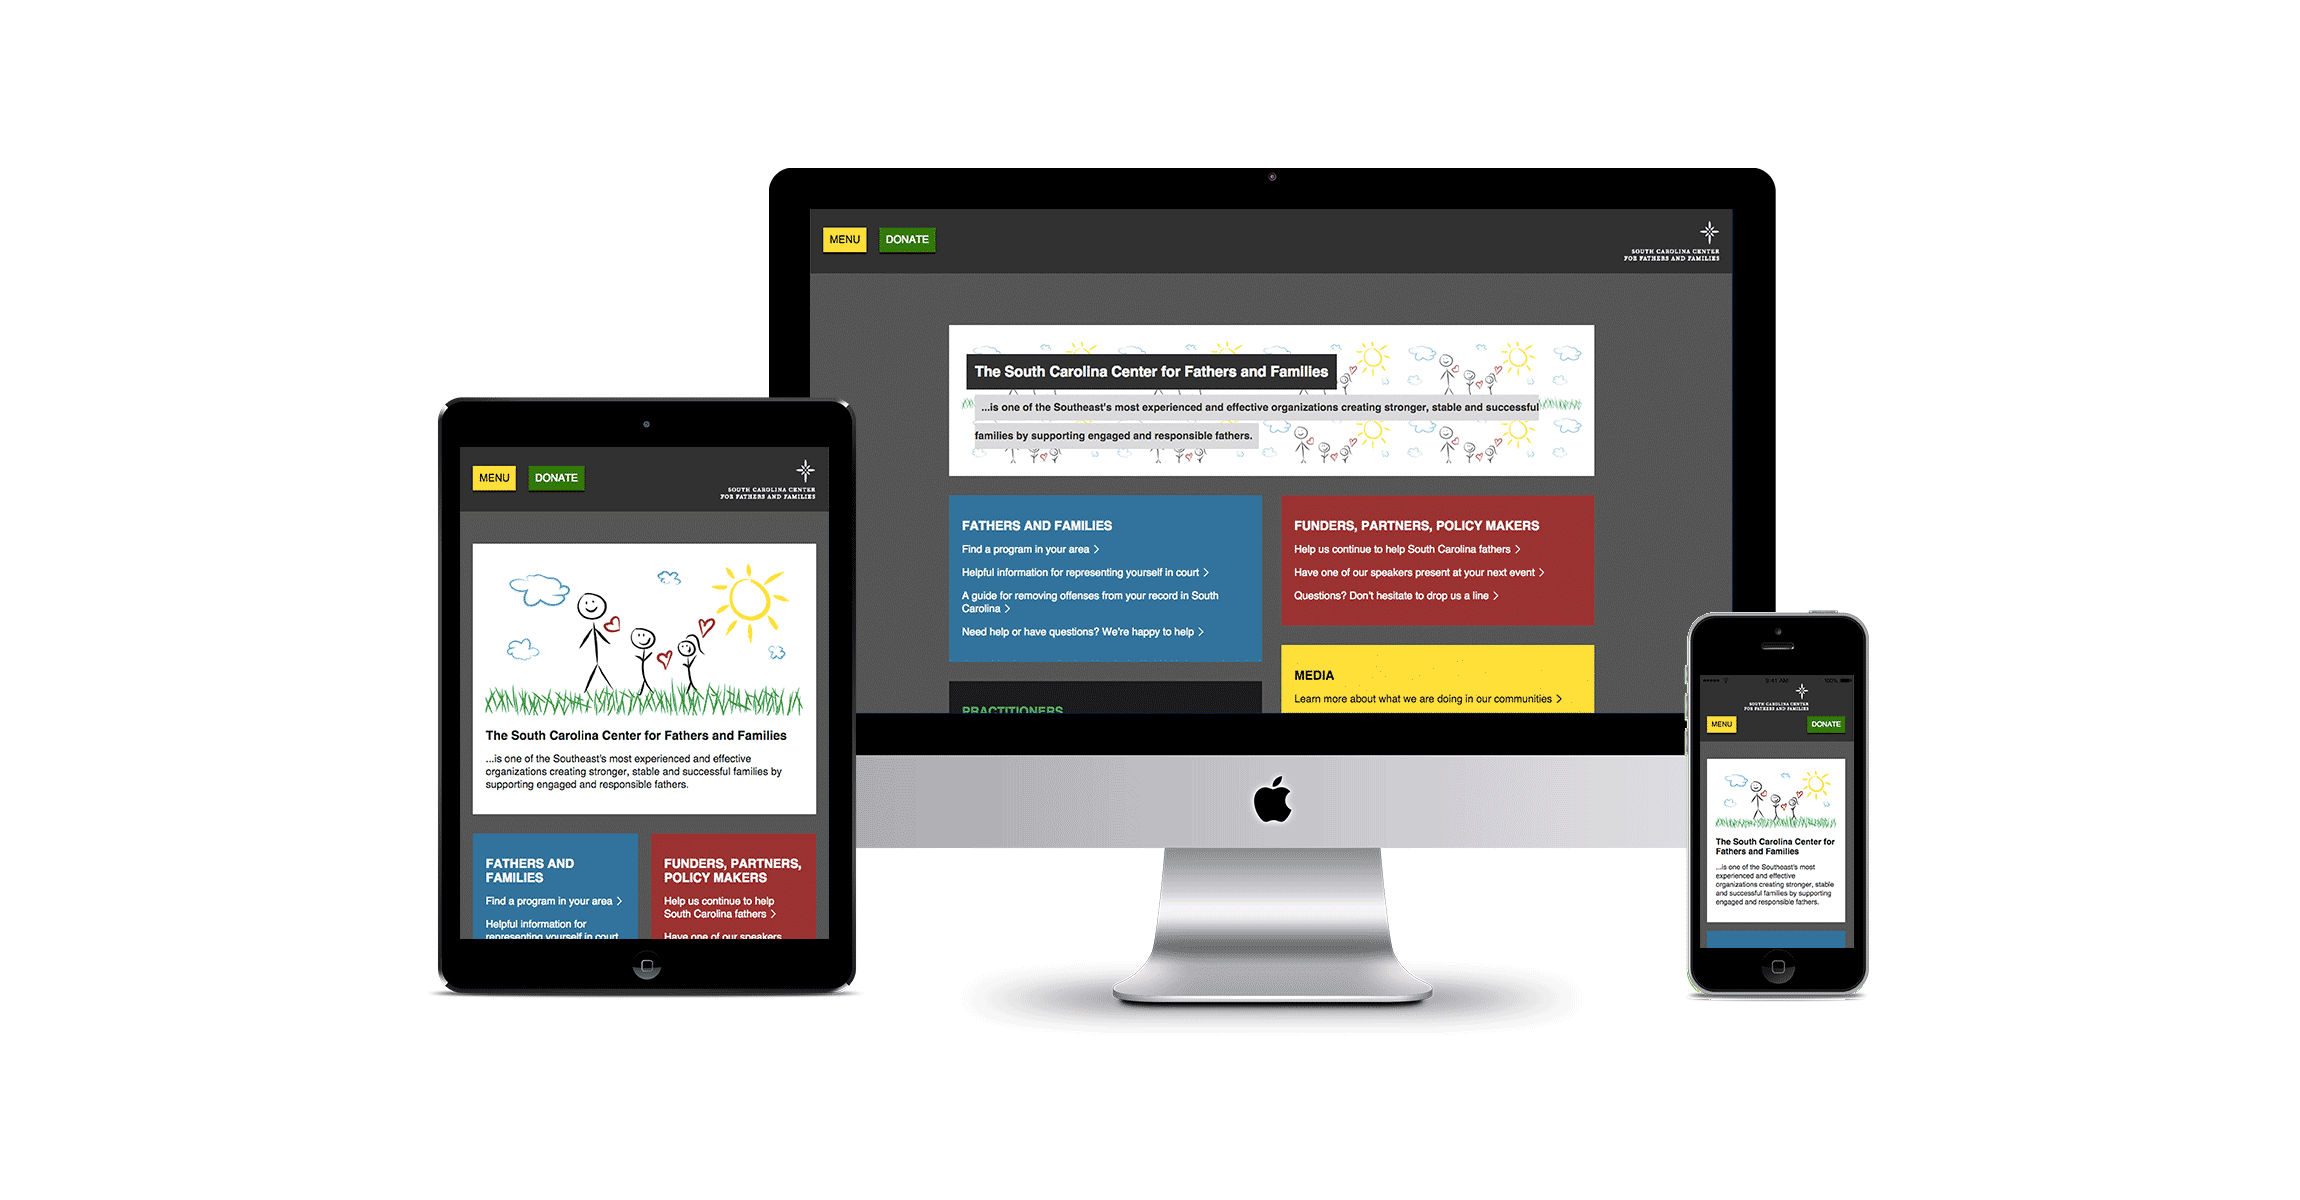 MENU
DONATE
SOUTH CAROLINA CENTER
FOR FATHERS AND FAMILIES
The South Carolina Center for Fathers and Families
...is one of the Southeast's most experienced and effective organizations creating stronger, stable and successful
families by supporting engaged and responsible fathers.
FATHERS AND FAMILIES
Find a program in your area >
Helpful information for representing yourself in court >
A guide for removing offenses from your record in South
Carolina >
Need help or have questions? We're happy to help >
FUNDERS, PARTNERS, POLICY MAKERS
Help us continue to help South Carolina fathers >
Have one of our speakers present at your next event >
Questions? Don't hesitate to drop us a line >
MEDIA
Learn more about what we are doing in our communities >
PRACTITIONERS
MENU
DONATE
SOUTH CAROLINA CENTER
FOR FATHERS AND FAMILIES
The South Carolina Center for Fathers and Families
...is one of the Southeast's most experienced and effective
organizations creating stronger, stable and successful families by
supporting engaged and responsible fathers.
FATHERS AND
FAMILIES
Find a program in your area >
Helpful information for
representing yourself in court
FUNDERS, PARTNERS,
POLICY MAKERS
Help us continue to help
South Carolina fathers >
Have one of our speakers
9:41 AM
100%
SOUTH CAROLINA CENTER
FOR FATHERS AND FAMILIES
MENU
DONATE
The South Carolina Center for
Fathers and Families
...is one of the Southeast's most
experienced and effective
organizations creating stronger, stable
and successful families by supporting
engaged and responsible fathers.